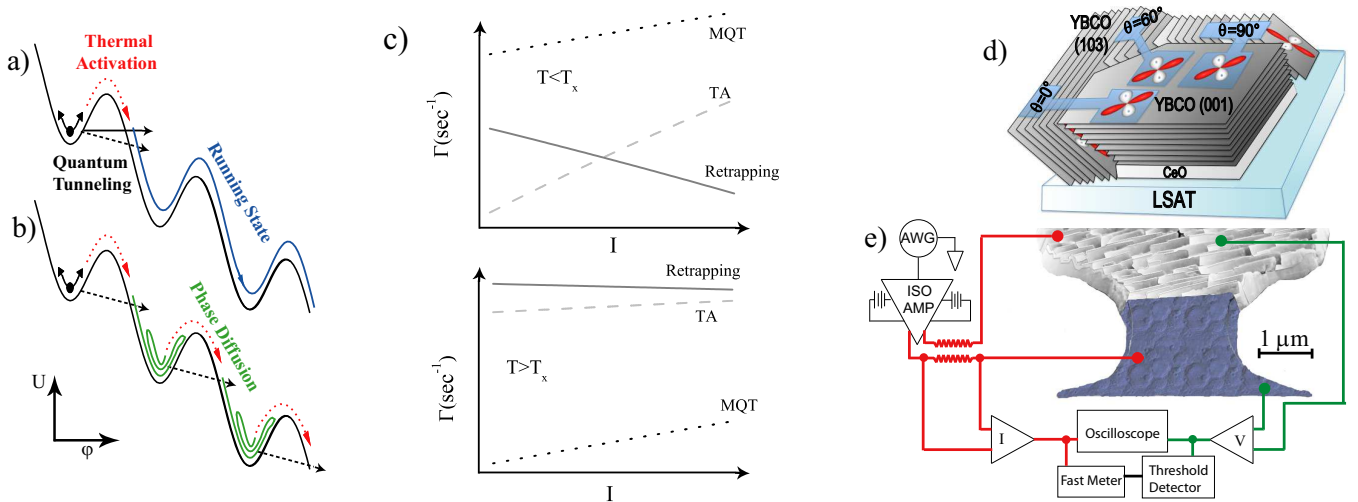 a)
Thermal
Activation
Quantum
Tunneling
Running State
b)
Phase Diffusion
U
φ
c)
Γ(sec⁻¹)
MQT
T<Tₓ
TA
Retrapping
I
Γ(sec⁻¹)
Retrapping
TA
T>Tₓ
MQT
I
d)
YBCO
(103)
θ=60°
θ=90°
θ=0°
YBCO (001)
CeO
LSAT
e)
AWG
ISO
AMP
1 µm
I
Oscilloscope
V
Fast Meter
Threshold
Detector